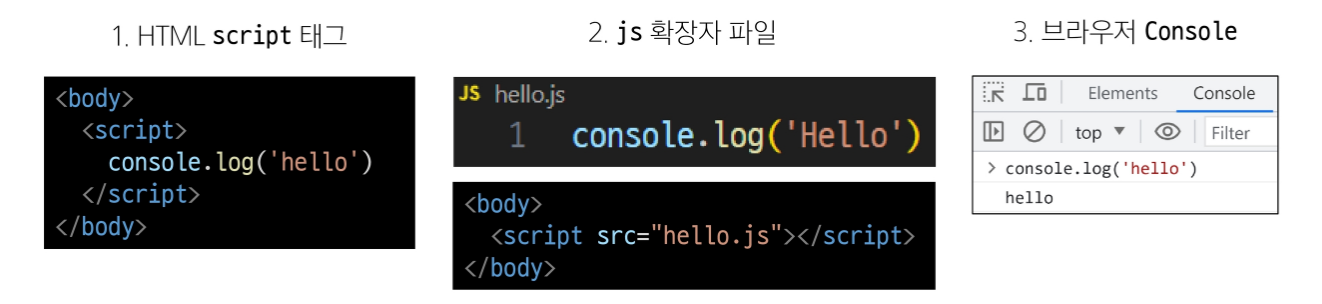 1. HTML script 태그
<body>
<script>
console.log('hello')
</script>
</body>
2. js 확장자 파일
JS hello.js
1 console.log('Hello')
<body>
<script src="hello.js"></script>
</body>
3. 브라우저 Console
Elements Console
top ▼ Filter
> console.log('hello')
hello